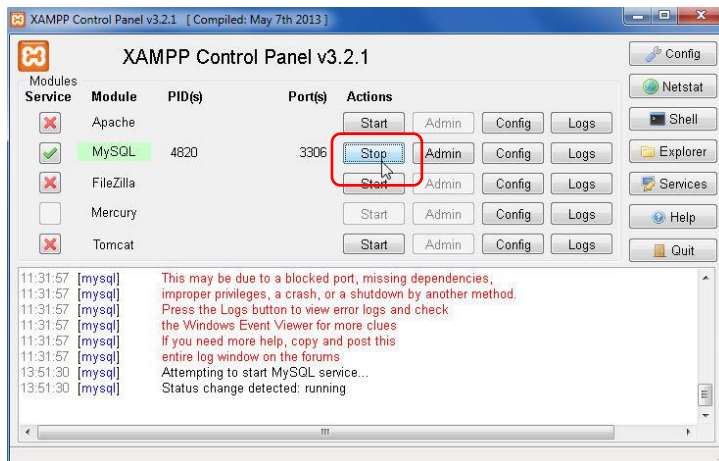 XAMPP Control Panel v3.2.1 [ Compiled: May 7th 2013 ]
XAMPP Control Panel v3.2.1
Config
Modules
Service Module PID(s) Port(s) Actions
Netstat
Apache Start Admin Config Logs
Shell
MySQL 4820 3306 Stop Admin Config Logs
Explorer
FileZilla Start Admin Config Logs
Services
Mercury Start Admin Config Logs
Help
Tomcat Start Admin Config Logs
Quit
11:31:57 [mysql] This may be due to a blocked port, missing dependencies,
11:31:57 [mysql] improper privileges, a crash, or a shutdown by another method.
11:31:57 [mysql] Press the Logs button to view error logs and check
11:31:57 [mysql] the Windows Event Viewer for more clues
11:31:57 [mysql] If you need more help, copy and post this
11:31:57 [mysql] entire log window on the forums
13:51:30 [mysql] Attempting to start MySQL service...
13:51:30 [mysql] Status change detected: running